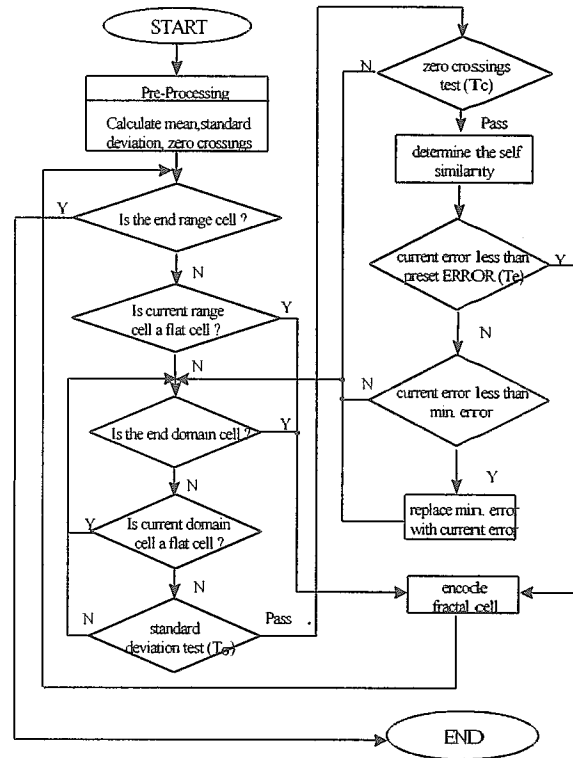 START
Pre-Processing
Calculate mean,standard
deviation, zero crossings
Y
Is the end range cell ?
N
Is current range
cell a flat cell ?
Y
N
Is the end domain cell ?
Y
N
Y
Is current domain
cell a flat cell ?
N
N
standard
deviation test (Tσ)
Pass
N
zero crossings
test (Tc)
Pass
determine the self
similarity
current error less than
preset ERROR (Te)
Y
N
N
current error less than
min. error
Y
replace min. error
with current error
encode
fractal cell
END